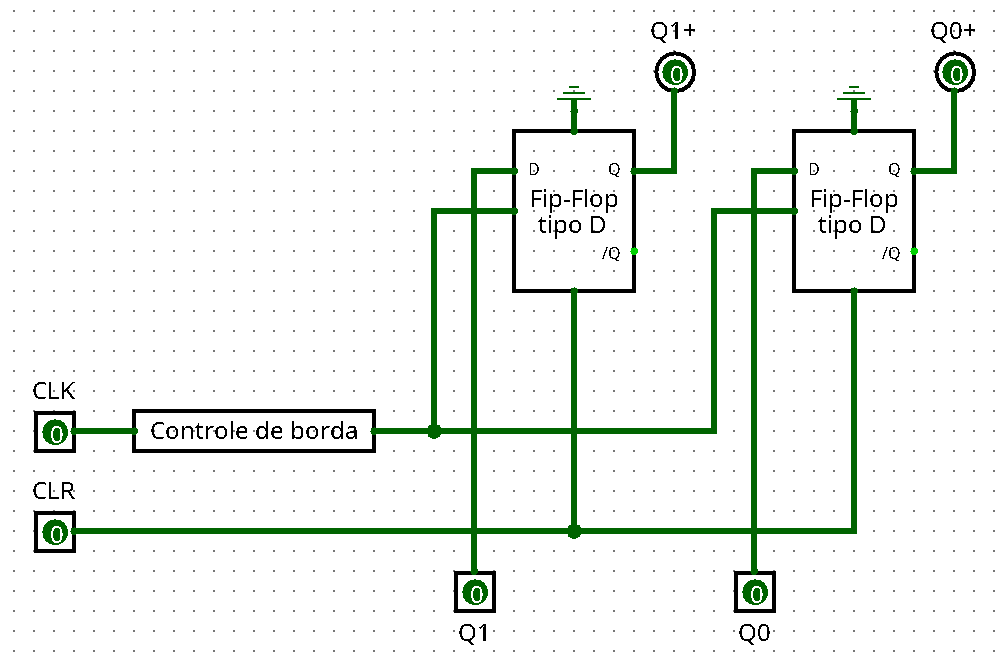 Q1+
Q0+
0
0
D
Q
Fip-Flop
tipo D
/Q
D
Q
Fip-Flop
tipo D
/Q
CLK
0
Controle de borda
CLR
0
0
0
Q1
Q0